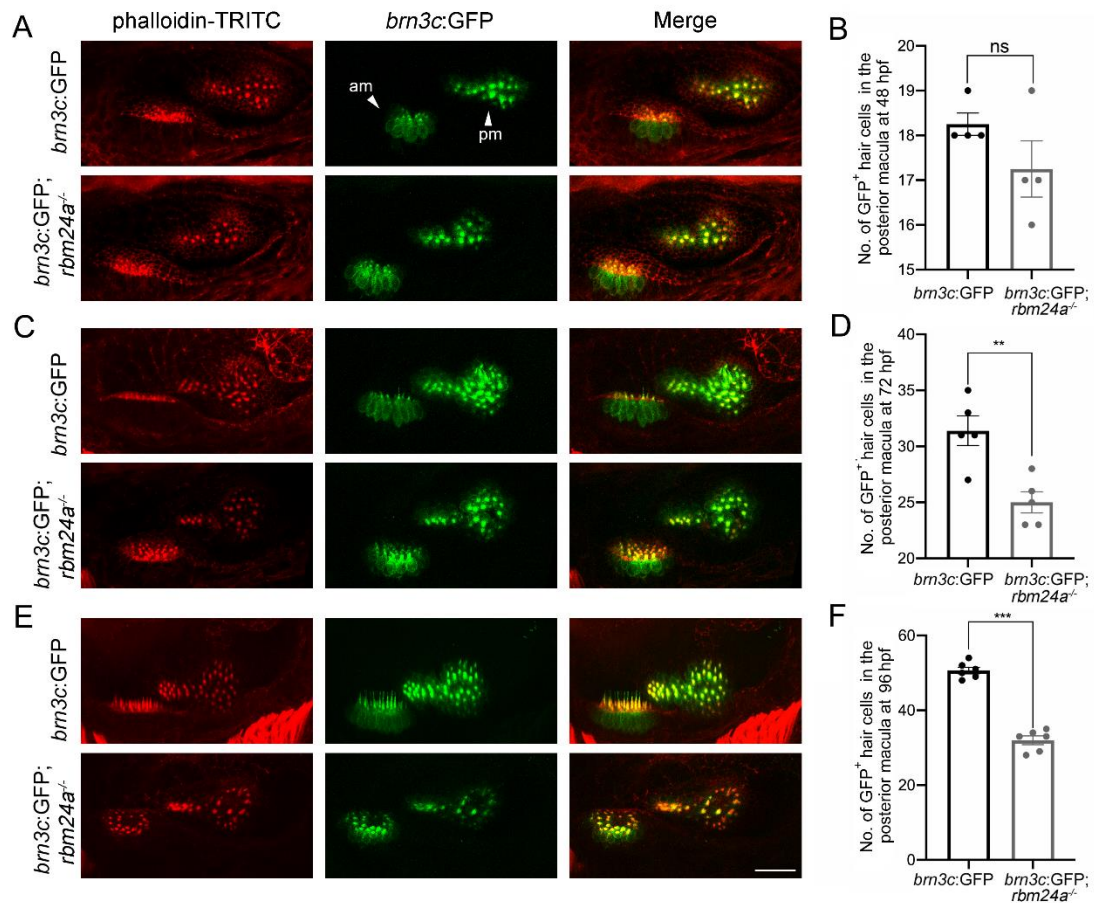 phalloidin-TRITC
brn3c:GFP
Merge
A
brn3c:GFP
am
pm
brn3c:GFP;
rbm24a-/-
B
No. of GFP+ hair cells in the
posterior macula at 48 hpf
20
19
18
17
16
15
ns
brn3c:GFP
brn3c:GFP;
rbm24a-/-
C
brn3c:GFP
brn3c:GFP;
rbm24a-/-
D
No. of GFP+ hair cells in the
posterior macula at 72 hpf
40
35
30
25
20
**
brn3c:GFP
brn3c:GFP;
rbm24a-/-
E
brn3c:GFP
brn3c:GFP;
rbm24a-/-
F
No. of GFP+ hair cells in the
posterior macula at 96 hpf
60
40
20
0
***
brn3c:GFP
brn3c:GFP;
rbm24a-/-